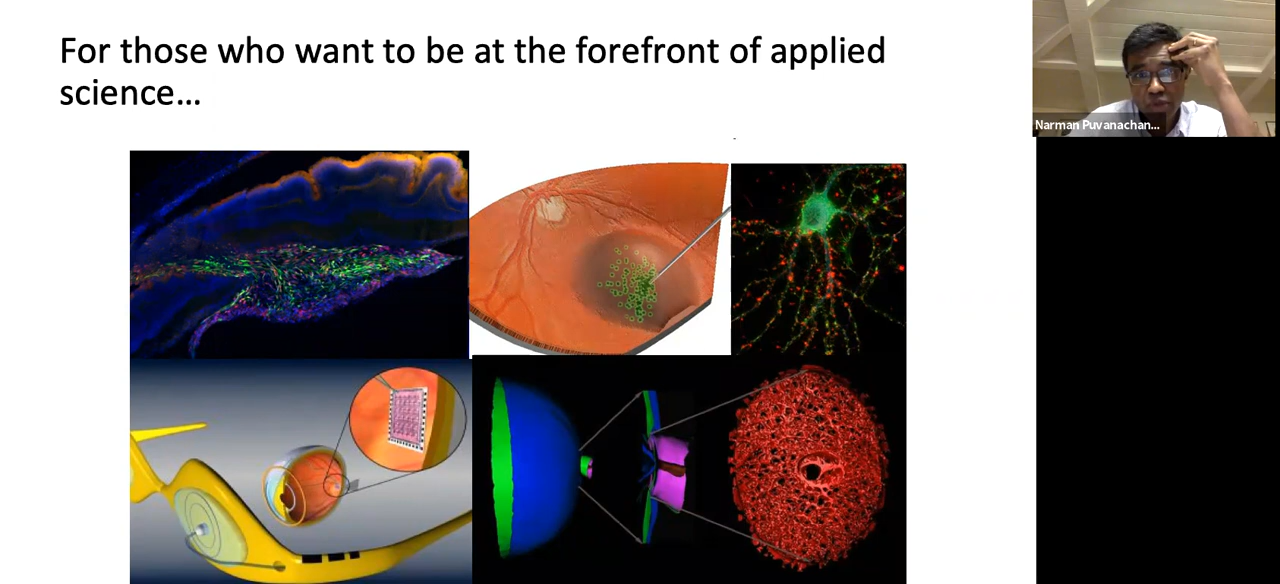 For those who want to be at the forefront of applied
science...
Narman Puvanachan...